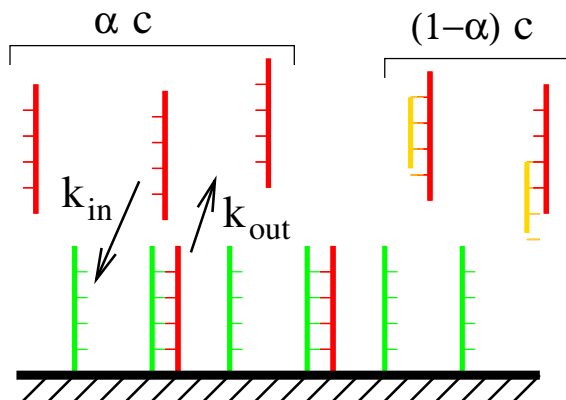 α c
(1−α) c
k_in
k_out